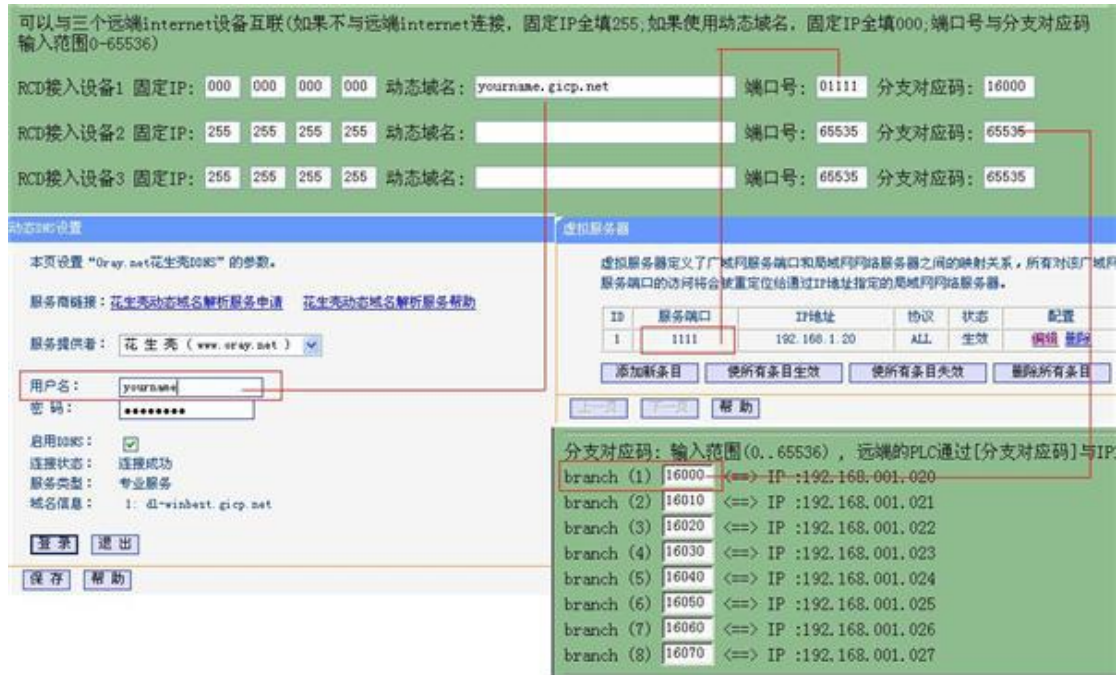 可以与三个远端internet设备互联(如果不与远端internet连接，固定IP全填255;如果使用动态域名，固定IP全填000;端口号与分支对应码
输入范围0-65536)
RCD接入设备1 固定IP: 000 000 000 000 动态域名: yourname.gicp.net 端口号: 01111 分支对应码: 16000
RCD接入设备2 固定IP: 255 255 255 255 动态域名: 端口号: 65535 分支对应码: 65535
RCD接入设备3 固定IP: 255 255 255 255 动态域名: 端口号: 65535 分支对应码: 65535
动态DNS设置
本页设置“Oray.net花生壳DDNS”的参数。
服务商链接：花生壳动态域名解析服务申请 花生壳动态域名解析服务帮助
服务提供者： 花 生 壳 ( www.oray.net )
用户名： yourname
密 码： ●●●●●●●●
启用DDNS：
连接状态： 连接成功
服务类型： 专业服务
域名信息： 1: dl-winbest.gicp.net
登 录 退 出
保 存 帮 助
虚拟服务器
虚拟服务器定义了广域网服务端口和局域网网络服务器之间的映射关系，所有对该广域网
服务端口的访问将会被重定位给通过IP地址指定的局域网网络服务器。
ID 服务端口 IP地址 协议 状态 配置
1 1111 192.168.1.20 ALL 生效 编辑 删除
添加新条目 使所有条目生效 使所有条目失效 删除所有条目
上一页 下一页 帮 助
分支对应码: 输入范围(0..65536) , 远端的PLC通过[分支对应码]与IP
branch (1) 16000 <==> IP :192.168.001.020
branch (2) 16010 <==> IP :192.168.001.021
branch (3) 16020 <==> IP :192.168.001.022
branch (4) 16030 <==> IP :192.168.001.023
branch (5) 16040 <==> IP :192.168.001.024
branch (6) 16050 <==> IP :192.168.001.025
branch (7) 16060 <==> IP :192.168.001.026
branch (8) 16070 <==> IP :192.168.001.027